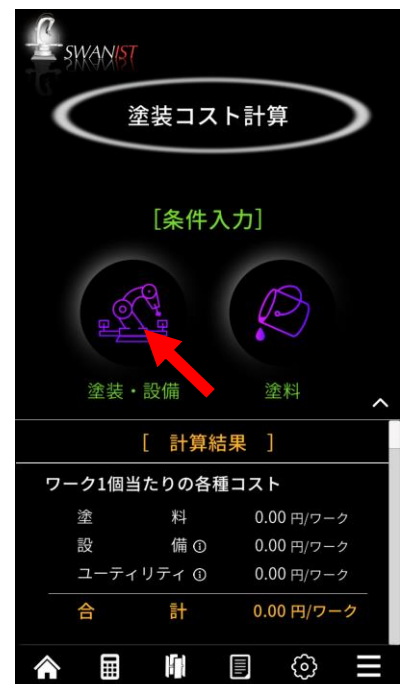 SWANIST
塗装コスト計算
[条件入力]
塗装・設備
塗料
[ 計算結果 ]
ワーク1個当たりの各種コスト
塗 料 0.00 円/ワーク
設 備 ⓘ 0.00 円/ワーク
ユーティリティ ⓘ 0.00 円/ワーク
合 計 0.00 円/ワーク